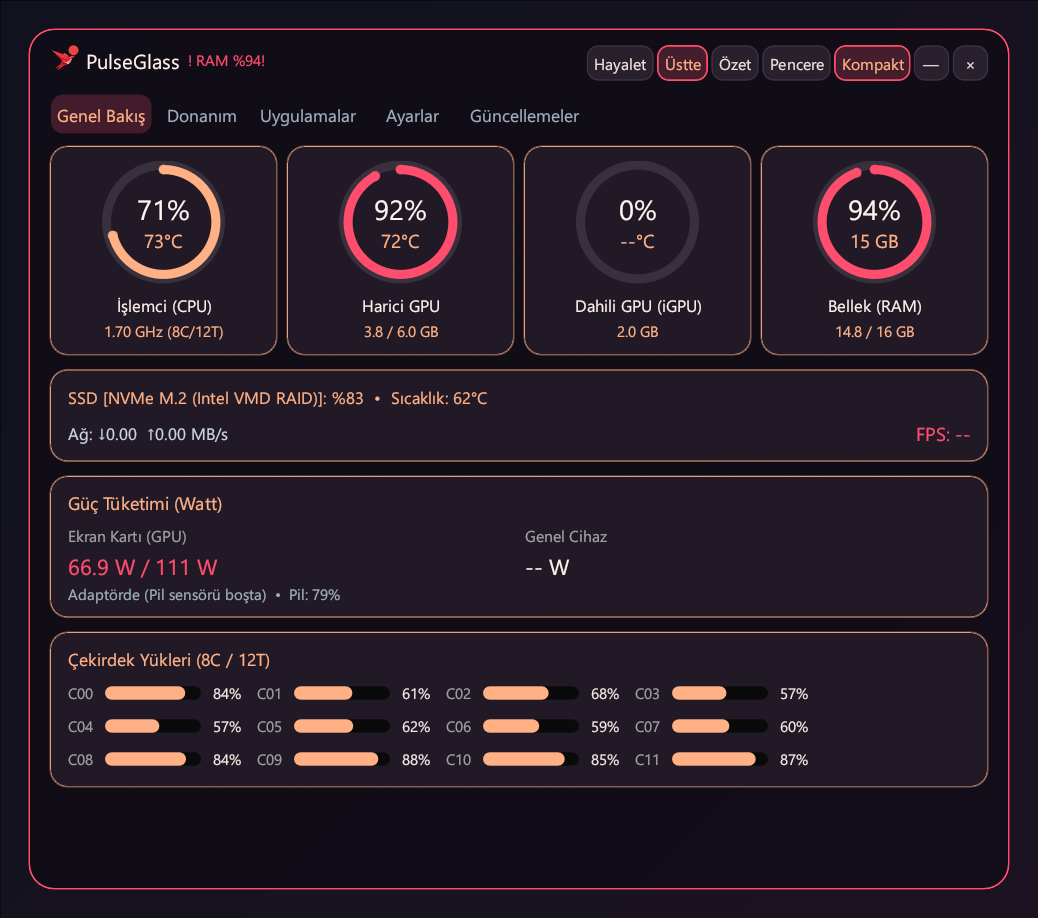 PulseGlass ! RAM %94! Hayalet Üstte Özet Pencere Kompakt — ×
Genel Bakış Donanım Uygulamalar Ayarlar Güncellemeler
71% 92% 0% 94%
73°C 72°C --°C 15 GB
İşlemci (CPU) Harici GPU Dahili GPU (iGPU) Bellek (RAM)
1.70 GHz (8C/12T) 3.8 / 6.0 GB 2.0 GB 14.8 / 16 GB
SSD [NVMe M.2 (Intel VMD RAID)]: %83 • Sıcaklık: 62°C
Ağ: ↓0.00 ↑0.00 MB/s FPS: --
Güç Tüketimi (Watt)
Ekran Kartı (GPU) Genel Cihaz
66.9 W / 111 W -- W
Adaptörde (Pil sensörü boşta) • Pil: 79%
Çekirdek Yükleri (8C / 12T)
C00 84% C01 61% C02 68% C03 57%
C04 57% C05 62% C06 59% C07 60%
C08 84% C09 88% C10 85% C11 87%